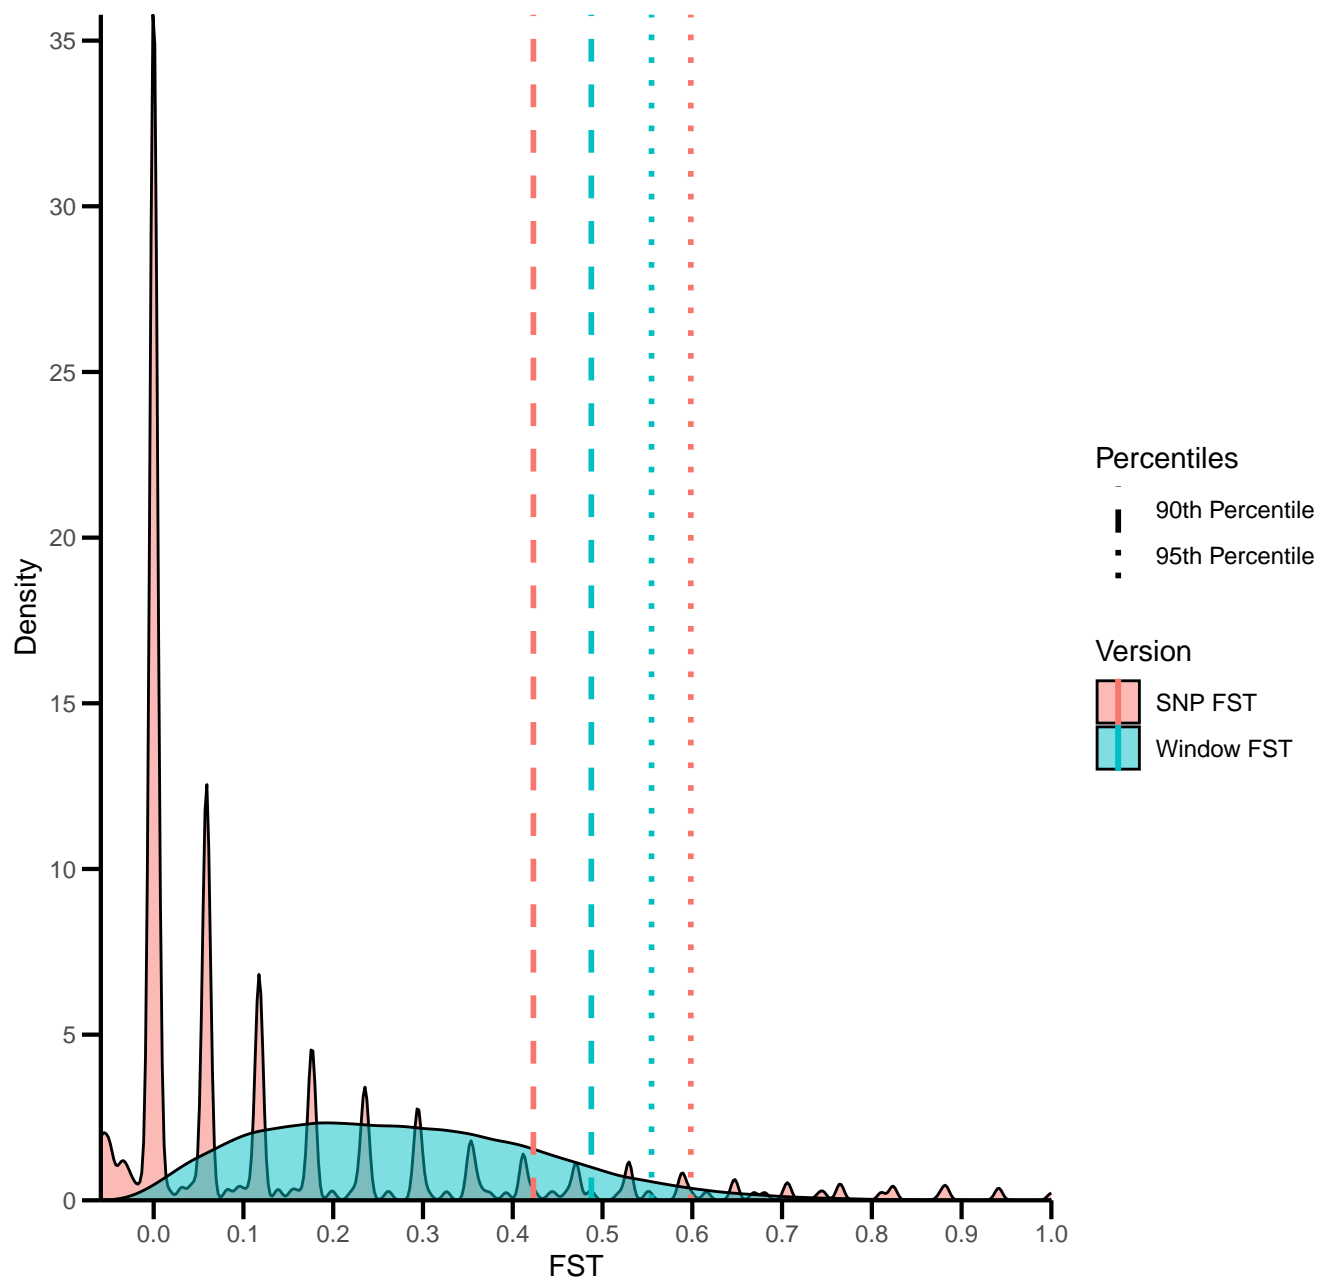 35
30
25
20
15
10
5
0
Density
0.0 0.1 0.2 0.3 0.4 0.5 0.6 0.7 0.8 0.9 1.0
FST
Percentiles
90th Percentile
95th Percentile
Version
SNP FST
Window FST